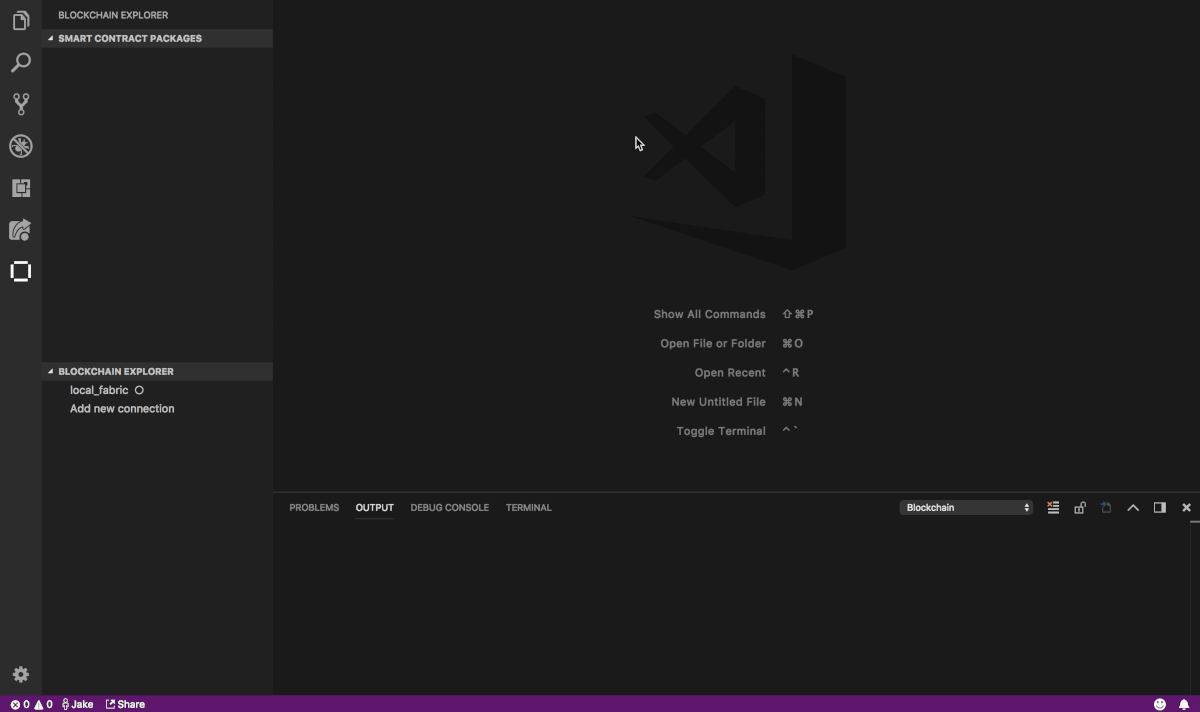 BLOCKCHAIN EXPLORER
SMART CONTRACT PACKAGES
BLOCKCHAIN EXPLORER
local_fabric
Add new connection
Show All Commands ⇧⌘P
Open File or Folder ⌘O
Open Recent ^R
New Untitled File ⌘N
Toggle Terminal ^`
PROBLEMS OUTPUT DEBUG CONSOLE TERMINAL Blockchain
0 0 Jake Share